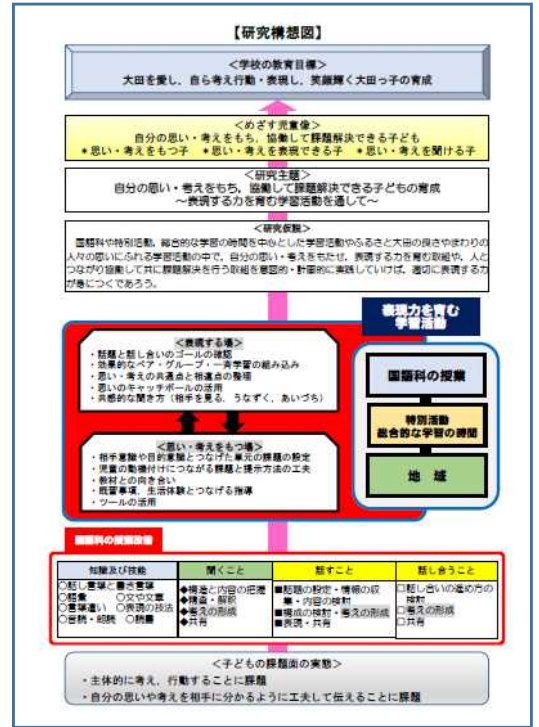 【研究構想図】
＜学校の教育目標＞
大田を愛し，自ら考え行動・表現し，笑顔輝く大田っ子の育成
＜めざす児童像＞
自分の思い・考えをもち，協働して課題解決できる子ども
＊思い・考えをもつ子　＊思い・考えを表現できる子　＊思い・考えを聞ける子
＜研究主題＞
自分の思い・考えをもち，協働して課題解決できる子どもの育成
～表現する力を育む学習活動を通して～
＜研究仮説＞
国語科や特別活動，総合的な学習の時間を中心とした学習活動やふるさと大田の良さやまわりの
人々の思いにふれる学習活動の中で，自分の思い・考えをもたせ，表現する力を育む取組や，人と
つながり協働して共に課題解決を行う取組を意図的・計画的に実践していけば，適切に表現する力
が身につくであろう。
表現力を育む
学習活動
＜表現する場＞
・話題と話し合いのゴールの確認
・効果的なペア・グループ・一斉学習の組み込み
・思い・考えの共通点と相違点の整理
・思いのキャッチボールの活用
・共感的な聞き方（相手を見る，うなずく，あいづち）
＜思い・考えをもつ場＞
・相手意識や目的意識とつなげた単元の課題の設定
・児童の動機付けにつながる課題と提示方法の工夫
・教材との向き合い
・既習事項，生活体験とつなげる指導
・ツールの活用
国語科の授業
特別活動
総合的な学習の時間
地　域
国語科の授業改善
知識及び技能
○話し言葉と書き言葉
○語彙　○文や文章
○言葉遣い　○表現の技法
○音読・朗読　○読書
聞くこと
◆構造と内容の把握
◆精査・解釈
◆考えの形成
◆共有
話すこと
■話題の設定・情報の収
集・内容の検討
■構成の検討・考えの形成
■表現・共有
話し合うこと
□話し合いの進め方の
検討
□考えの形成
□共有
＜子どもの課題面の実態＞
・主体的に考え，行動することに課題
・自分の思いや考えを相手に分かるように工夫して伝えることに課題